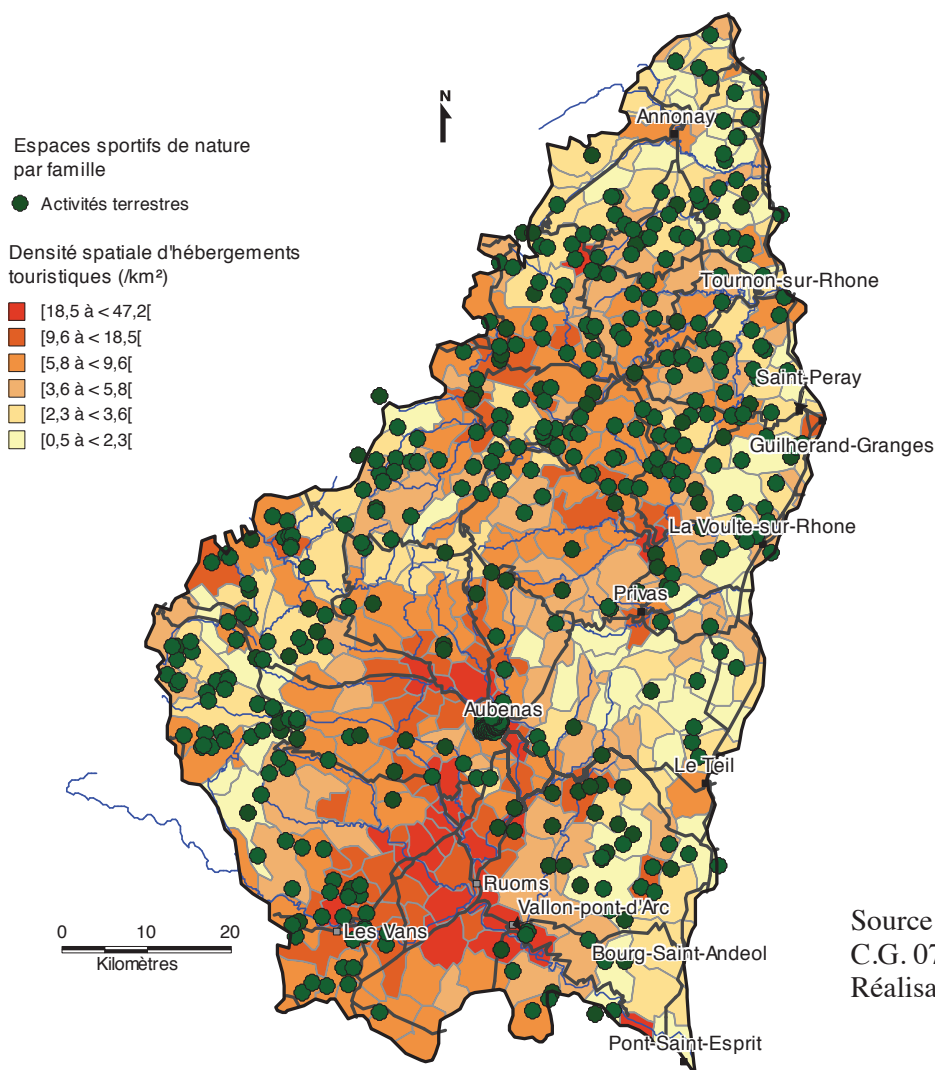 N
Annonay
Espaces sportifs de nature
par famille
Activités terrestres
Densité spatiale d'hébergements
touristiques (/km²)
[18,5 à < 47,2[
[9,6 à < 18,5[
[5,8 à < 9,6[
[3,6 à < 5,8[
[2,3 à < 3,6[
[0,5 à < 2,3[
Tournon-sur-Rhone
Saint-Peray
Guilherand-Granges
La Voulte-sur-Rhone
Privas
Aubenas
Le Teil
Ruoms
Vallon-pont-d'Arc
Les Vans
Bourg-Saint-Andeol
Pont-Saint-Esprit
0 10 20
Kilomètres
Source
C.G. 07
Réalisa